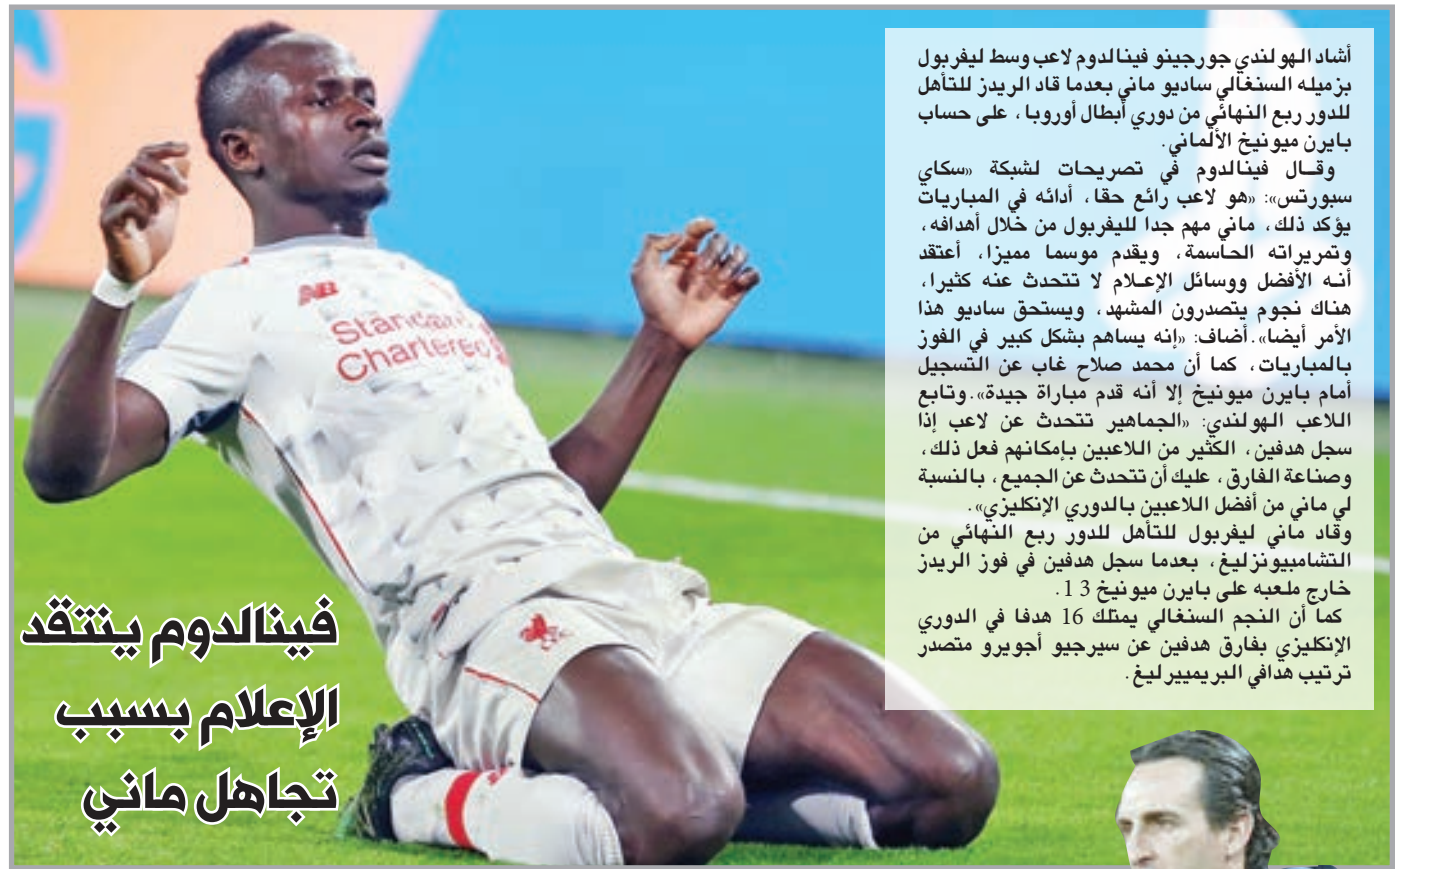 أشاد الهولندي جورجينو فينالدوم لاعب وسط ليفربول
بزميله السنغالي ساديو ماني بعدما قاد الريدز للتأهل
للدور ربع النهائي من دوري أبطال أوروبا، على حساب
بايرن ميونيخ الألماني.
وقـال فينالدوم في تصريحات لشبكة «سكاي
سبورتس»: «هو لاعب رائع حقا، أدائه في المباريات
يؤكد ذلك، ماني مهم جدا لليفربول من خلال أهدافه،
وتمريراته الحاسمة، ويقدم موسما مميزا، أعتقد
أنـه الأفضل ووسائل الإعـلام لا تتحدث عنه كثيرا،
هناك نجوم يتصدرون المشهد، ويستحق ساديو هذا
الأمر أيضا». أضاف: «إنه يساهم بشكل كبير في الفوز
بالمباريات، كما أن محمد صلاح غاب عن التسجيل
أمام بايرن ميونيخ إلا أنه قدم مباراة جيدة». وتابع
اللاعب الهولندي: «الجماهير تتحدث عن لاعب إذا
سجل هدفين، الكثير من اللاعبين بإمكانهم فعل ذلك،
وصناعة الفارق، عليك أن تتحدث عن الجميع، بالنسبة
لي ماني من أفضل اللاعبين بالدوري الإنكليزي».
وقاد ماني ليفربول للتأهل للدور ربع النهائي من
التشامبيونزليغ، بعدما سجل هدفين في فوز الريدز
خارج ملعبه على بايرن ميونيخ 3 1.
كما أن النجم السنغالي يمتلك 16 هدفا في الدوري
الإنكليزي بفارق هدفين عن سيرجيو أجويرو متصدر
ترتيب هدافي البريمييرليغ.
فينالدوم ينتقد
الإعلام بسبب
تجاهل ماني
NB
Standard
Chartered